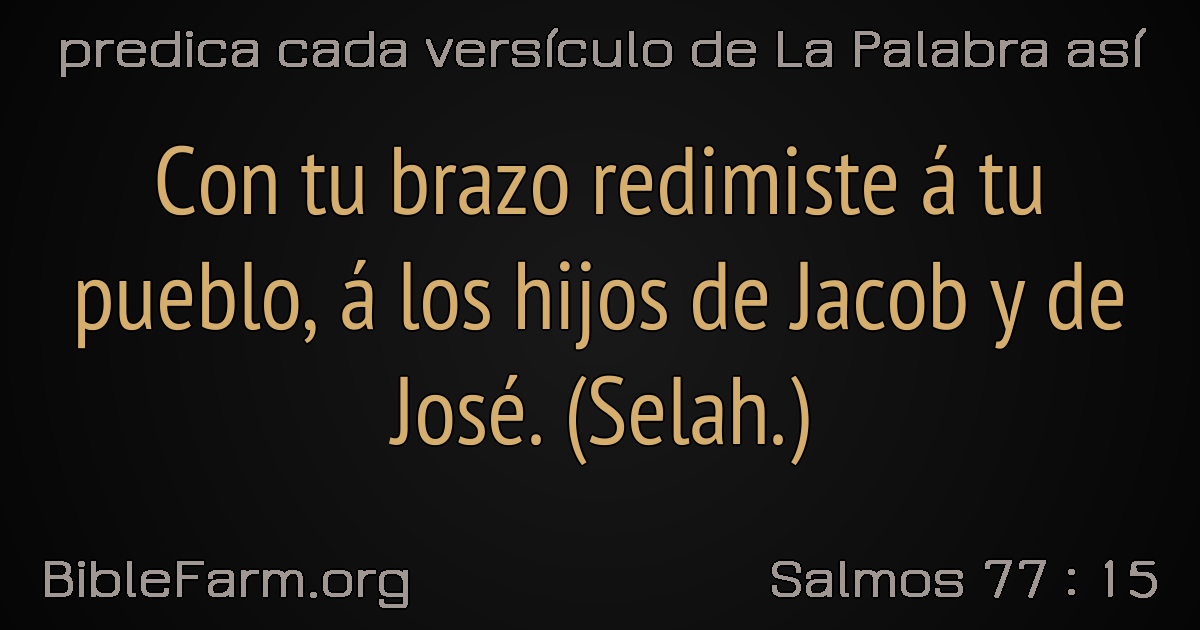 predica cada versículo de La Palabra así
Con tu brazo redimiste á tu
pueblo, á los hijos de Jacob y de
José. (Selah.)
BibleFarm.org
Salmos 77 : 15